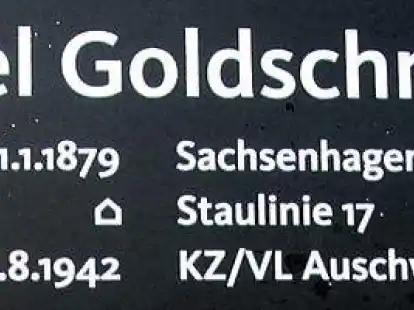 el Goldschm
1.1.1879 Sachsenhagen
Staulinie 17
.8.1942 KZ/VL Auschw